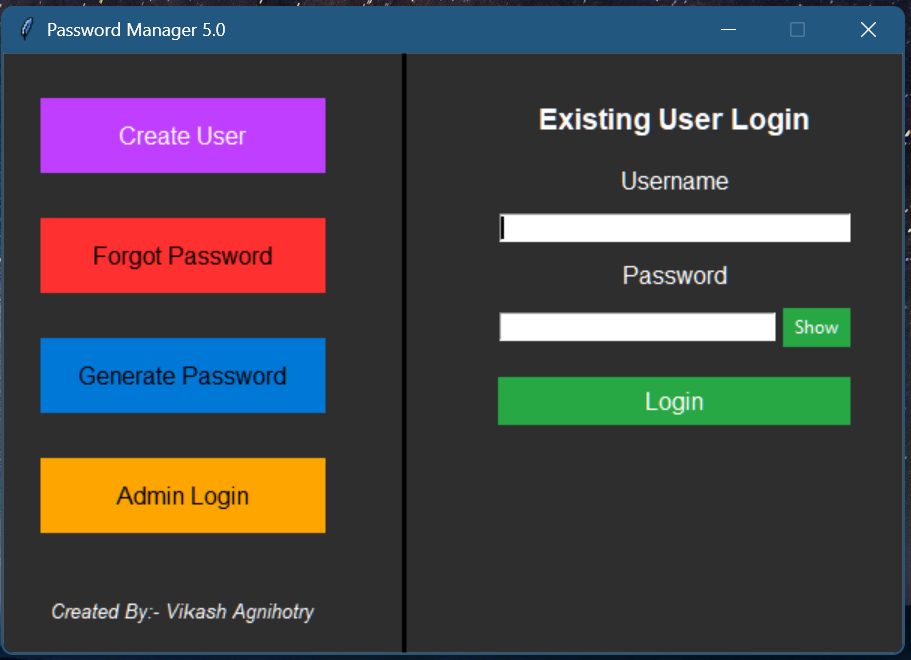 Password Manager 5.0
Create User
Forgot Password
Generate Password
Admin Login
Created By:- Vikash Agnihotry
Existing User Login
Username
Password
Show
Login